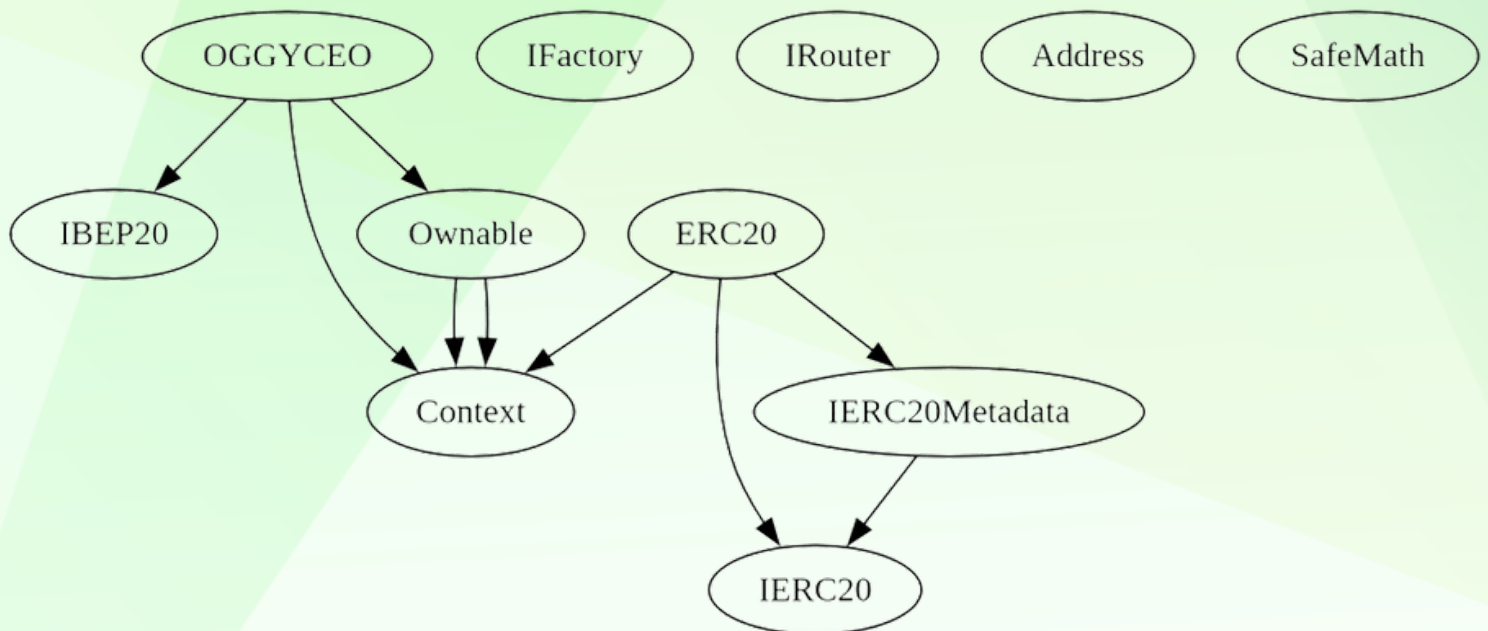 OGGYCEO
IFactory
IRouter
Address
SafeMath
IBEP20
Ownable
ERC20
Context
IERC20Metadata
IERC20